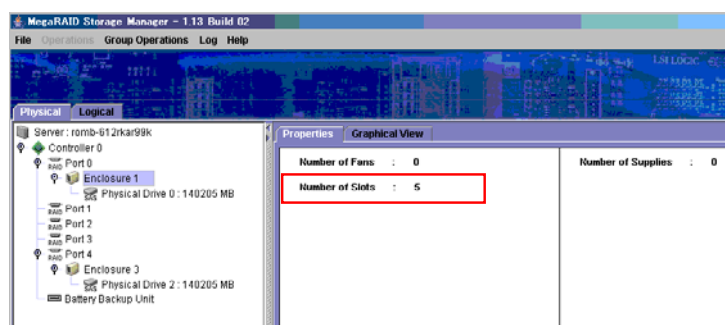 MegaRAID Storage Manager - 1.13 Build 02
File Operations Group Operations Log Help
LSI LOGIC
Physical Logical
Server : romb-612rkar99k
Controller 0
Port 0
Enclosure 1
Physical Drive 0 : 140205 MB
Port 1
Port 2
Port 3
Port 4
Enclosure 3
Physical Drive 2 : 140205 MB
Battery Backup Unit
Properties Graphical View
Number of Fans : 0 Number of Supplies : 0
Number of Slots : 5